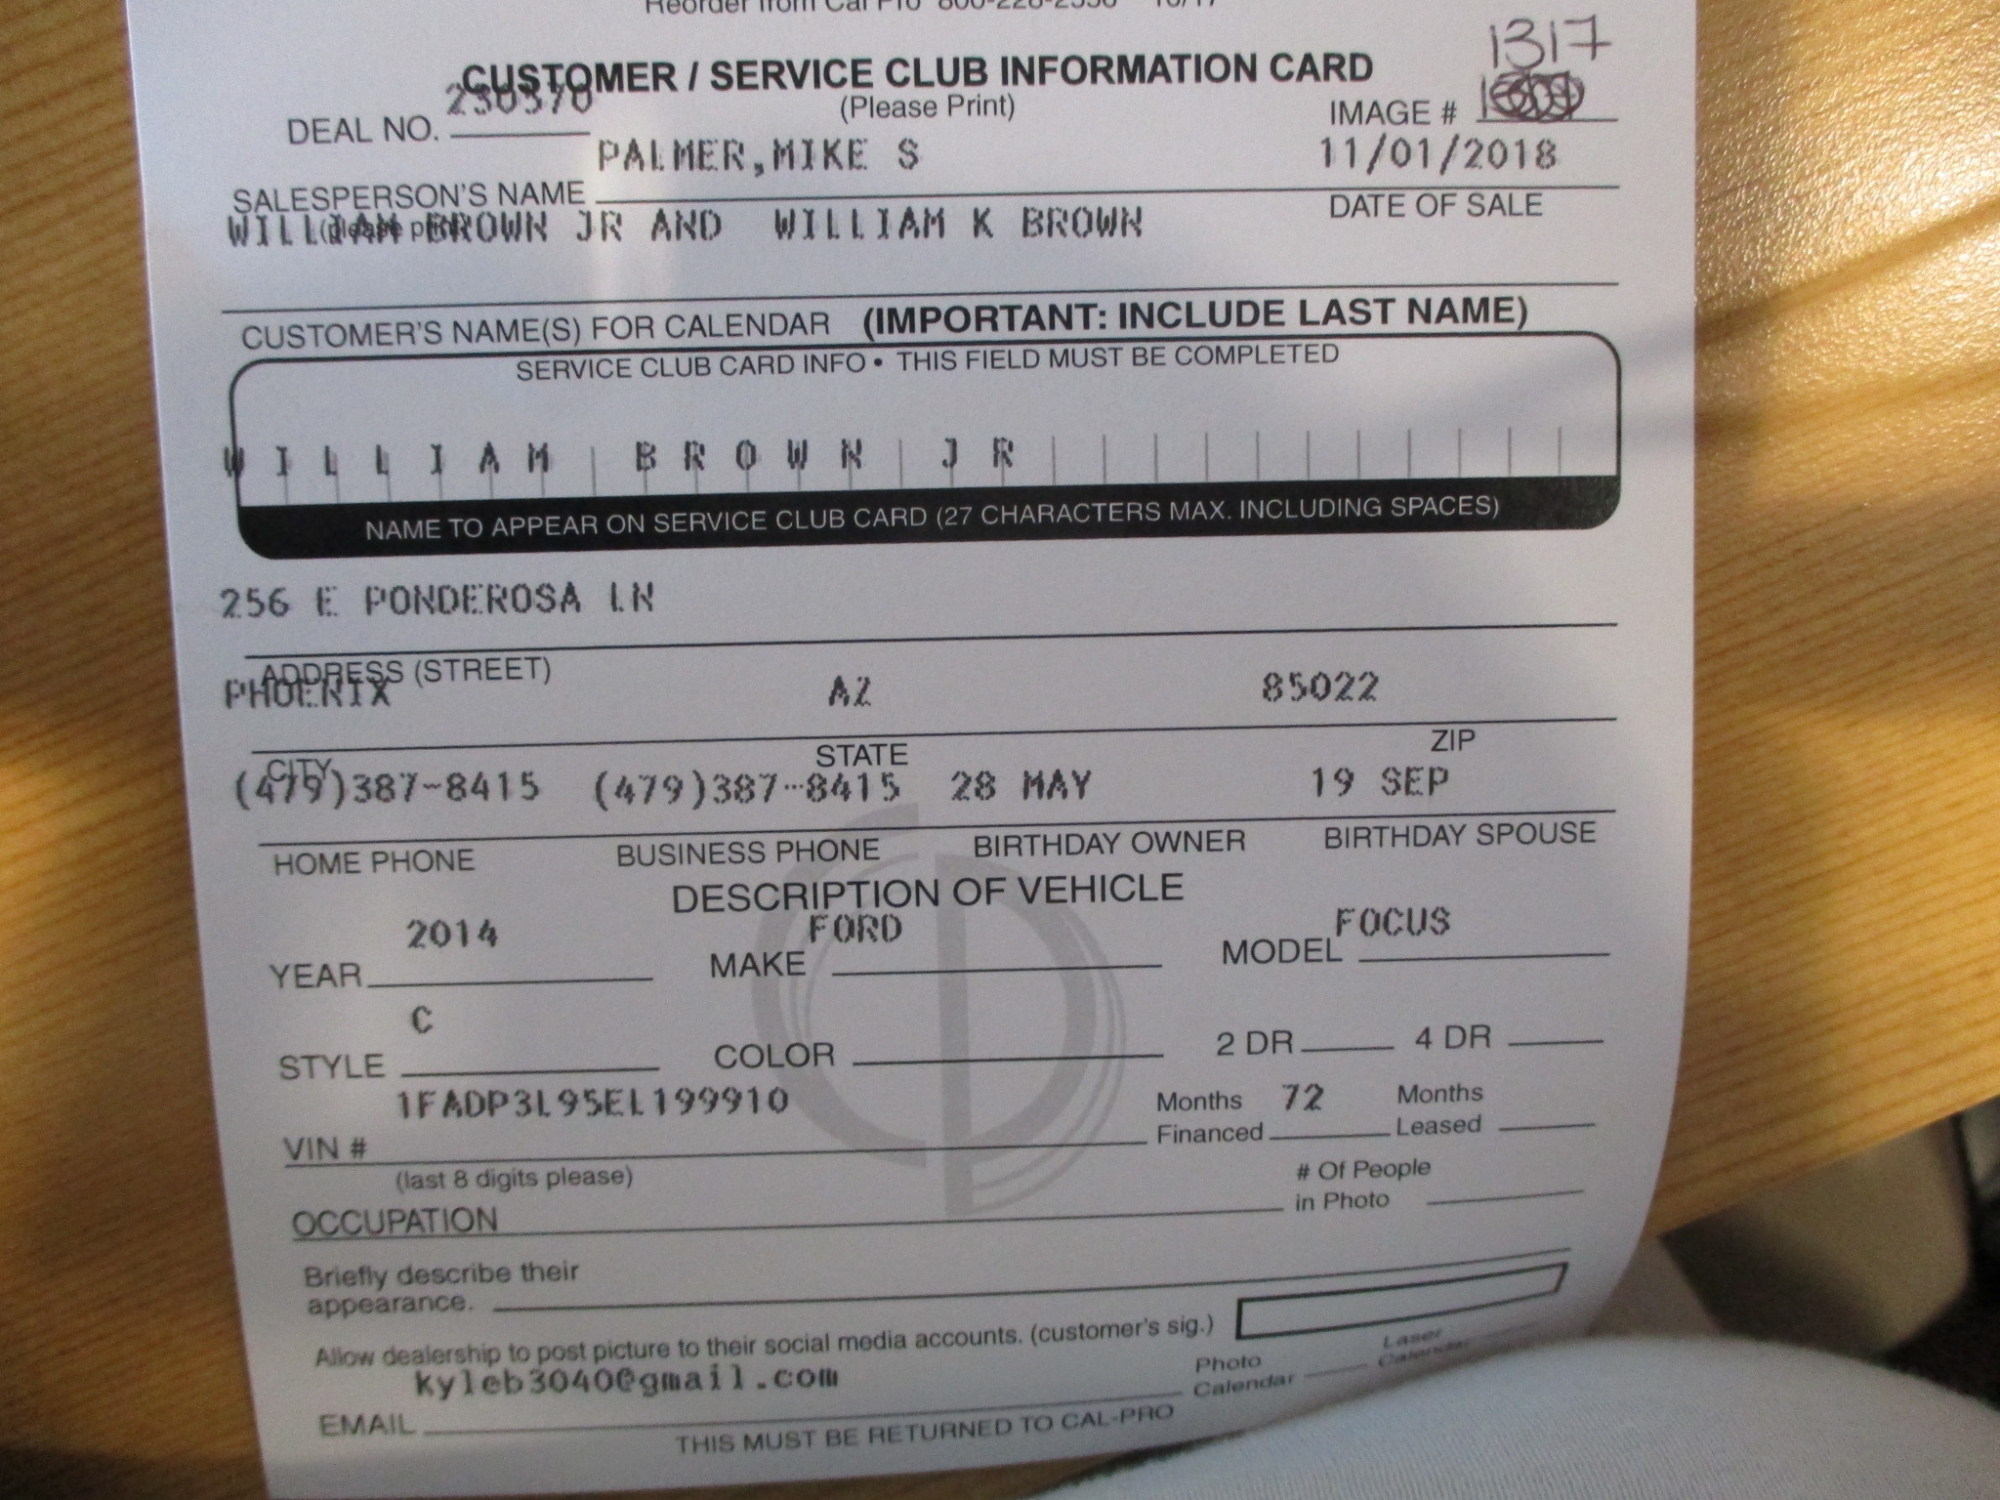 CUSTOMER / SERVICE CLUB INFORMATION CARD
(Please Print)
1317
DEAL NO. 230370
IMAGE #
PALMER,MIKE S 11/01/2018
SALESPERSON'S NAME DATE OF SALE
(please print)
WILLIAM BROWN JR AND WILLIAM K BROWN
CUSTOMER'S NAME(S) FOR CALENDAR (IMPORTANT: INCLUDE LAST NAME)
SERVICE CLUB CARD INFO • THIS FIELD MUST BE COMPLETED
WILLIAM BROWN JR
NAME TO APPEAR ON SERVICE CLUB CARD (27 CHARACTERS MAX. INCLUDING SPACES)
256 E PONDEROSA LN
ADDRESS (STREET)
PHOENIX AZ 85022
CITY STATE ZIP
(479)387-8415 (479)387-8415 28 MAY 19 SEP
HOME PHONE BUSINESS PHONE BIRTHDAY OWNER BIRTHDAY SPOUSE
DESCRIPTION OF VEHICLE
2014 FORD FOCUS
YEAR MAKE MODEL
C
STYLE COLOR 2 DR 4 DR
1FADP3L95EL199910 Months 72 Months
VIN # Financed Leased
(last 8 digits please) # Of People
OCCUPATION in Photo
Briefly describe their
appearance.
Allow dealership to post picture to their social media accounts. (customer's sig.)
kyleb3040@gmail.com Photo Laser
EMAIL Calendar Calendar
THIS MUST BE RETURNED TO CAL-PRO